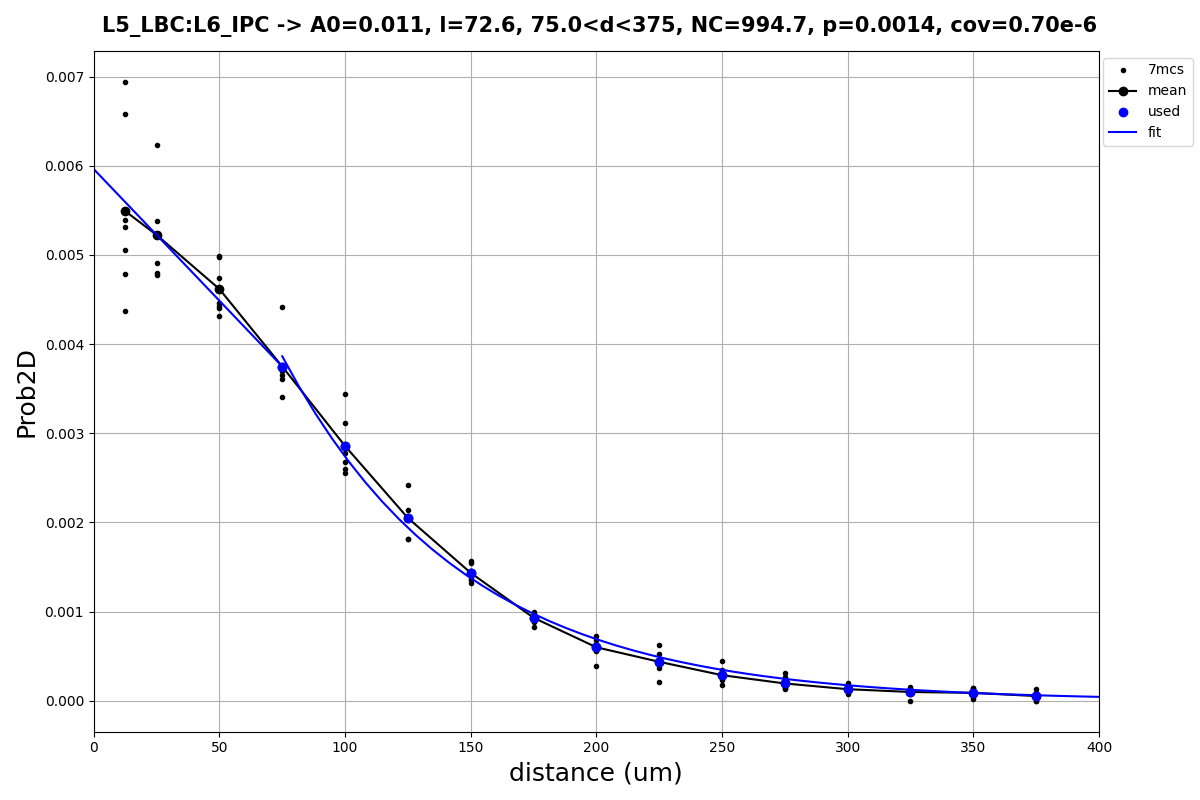 L5_LBC:L6_IPC -> A0=0.011, l=72.6, 75.0<d<375, NC=994.7, p=0.0014, cov=0.70e-6
7mcs
mean
used
fit
Prob2D
0.007
0.006
0.005
0.004
0.003
0.002
0.001
0.000
0 50 100 150 200 250 300 350 400
distance (um)